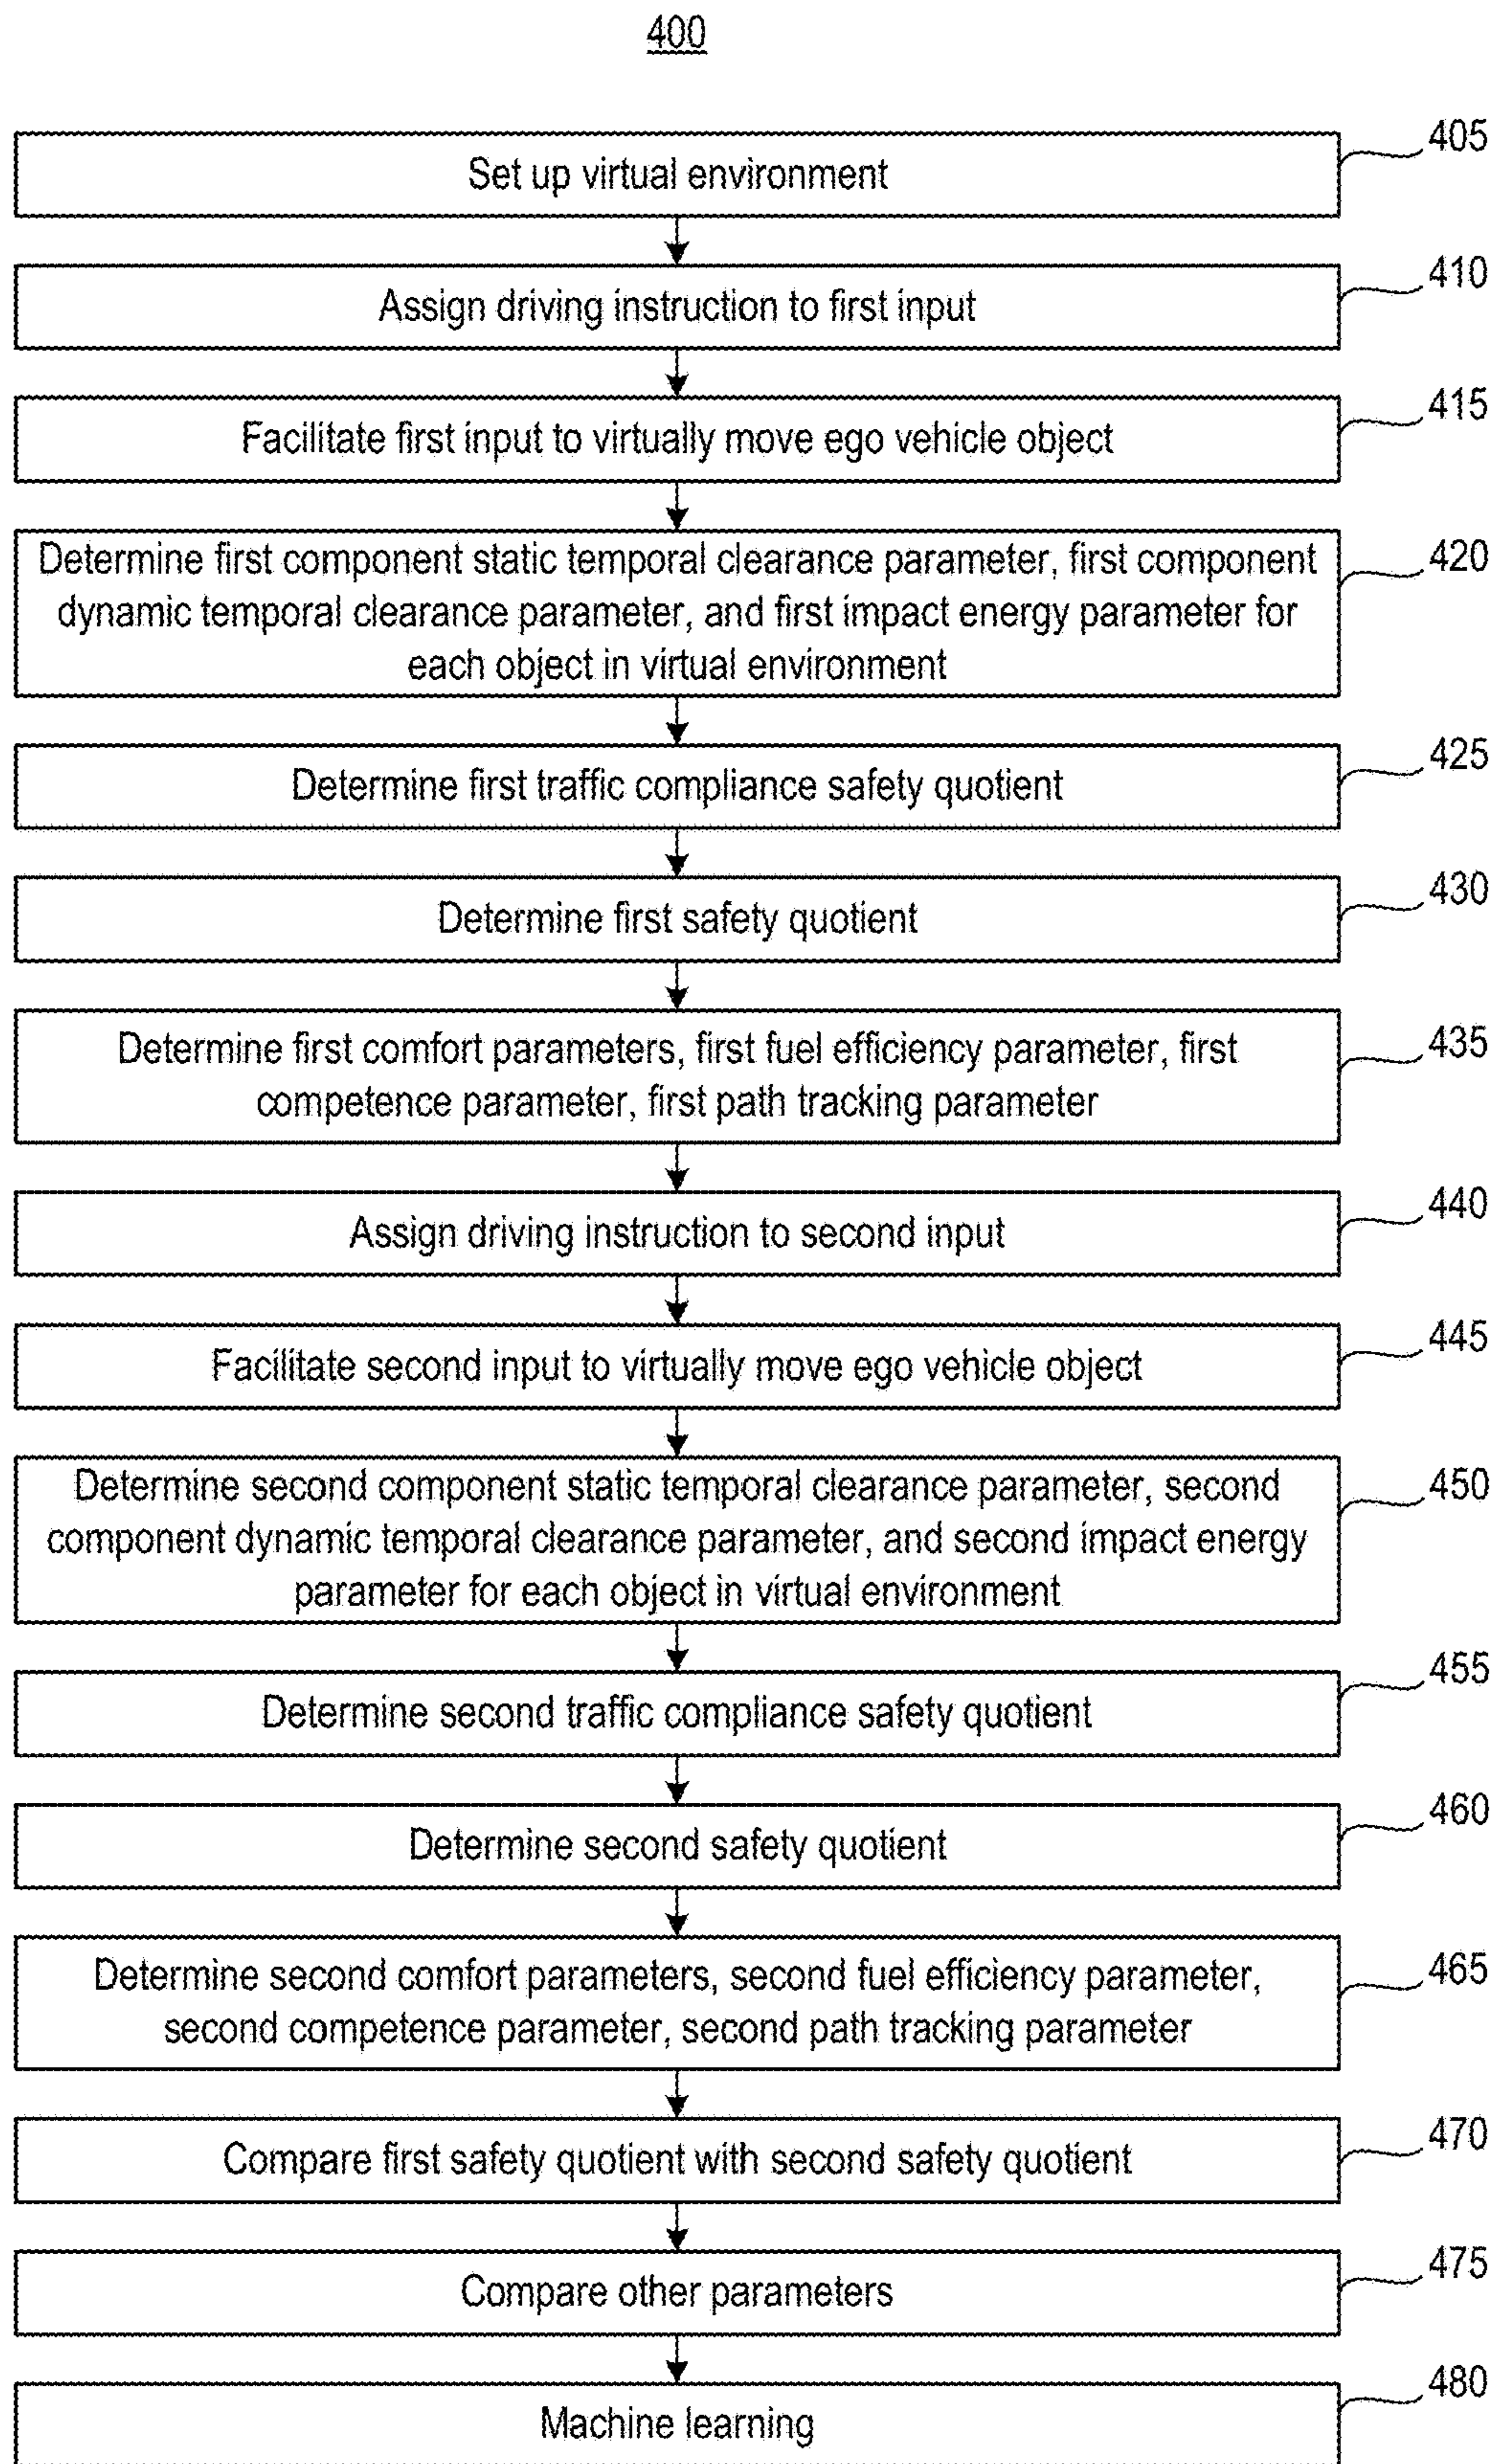 400
Set up virtual environment
405
Assign driving instruction to first input
410
Facilitate first input to virtually move ego vehicle object
415
Determine first component static temporal clearance parameter, first component
dynamic temporal clearance parameter, and first impact energy parameter for
each object in virtual environment
420
Determine first traffic compliance safety quotient
425
Determine first safety quotient
430
Determine first comfort parameters, first fuel efficiency parameter, first
competence parameter, first path tracking parameter
435
Assign driving instruction to second input
440
Facilitate second input to virtually move ego vehicle object
445
Determine second component static temporal clearance parameter, second
component dynamic temporal clearance parameter, and second impact energy
parameter for each object in virtual environment
450
Determine second traffic compliance safety quotient
455
Determine second safety quotient
460
Determine second comfort parameters, second fuel efficiency parameter,
second competence parameter, second path tracking parameter
465
Compare first safety quotient with second safety quotient
470
Compare other parameters
475
Machine learning
480